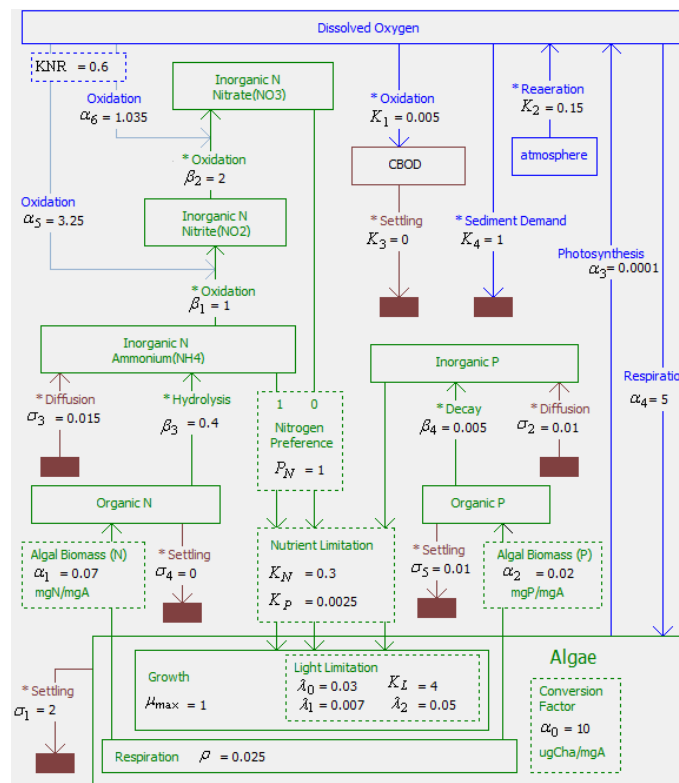 Dissolved Oxygen
KNR = 0.6
Oxidation
α6 = 1.035
Inorganic N
Nitrate(NO3)
* Oxidation
K1 = 0.005
* Reaeration
K2 = 0.15
CBOD
atmosphere
* Oxidation
β2 = 2
Oxidation
α5 = 3.25
Inorganic N
Nitrite(NO2)
* Settling
K3 = 0
* Sediment Demand
K4 = 1
Photosynthesis
α3 = 0.0001
* Oxidation
β1 = 1
Inorganic N
Ammonium(NH4)
Inorganic P
Respiration
α4 = 5
* Diffusion
σ3 = 0.015
* Hydrolysis
β3 = 0.4
1 0
Nitrogen
Preference
PN = 1
* Decay
β4 = 0.005
* Diffusion
σ2 = 0.01
Organic N
Organic P
Algal Biomass (N)
α1 = 0.07
mgN/mgA
* Settling
σ4 = 0
Nutrient Limitation
KN = 0.3
KP = 0.0025
* Settling
σ5 = 0.01
Algal Biomass (P)
α2 = 0.02
mgP/mgA
Algae
* Settling
σ1 = 2
Growth
μmax = 1
Light Limitation
λ0 = 0.03 KL = 4
λ1 = 0.007 λ2 = 0.05
Conversion
Factor
α0 = 10
ugCha/mgA
Respiration ρ = 0.025